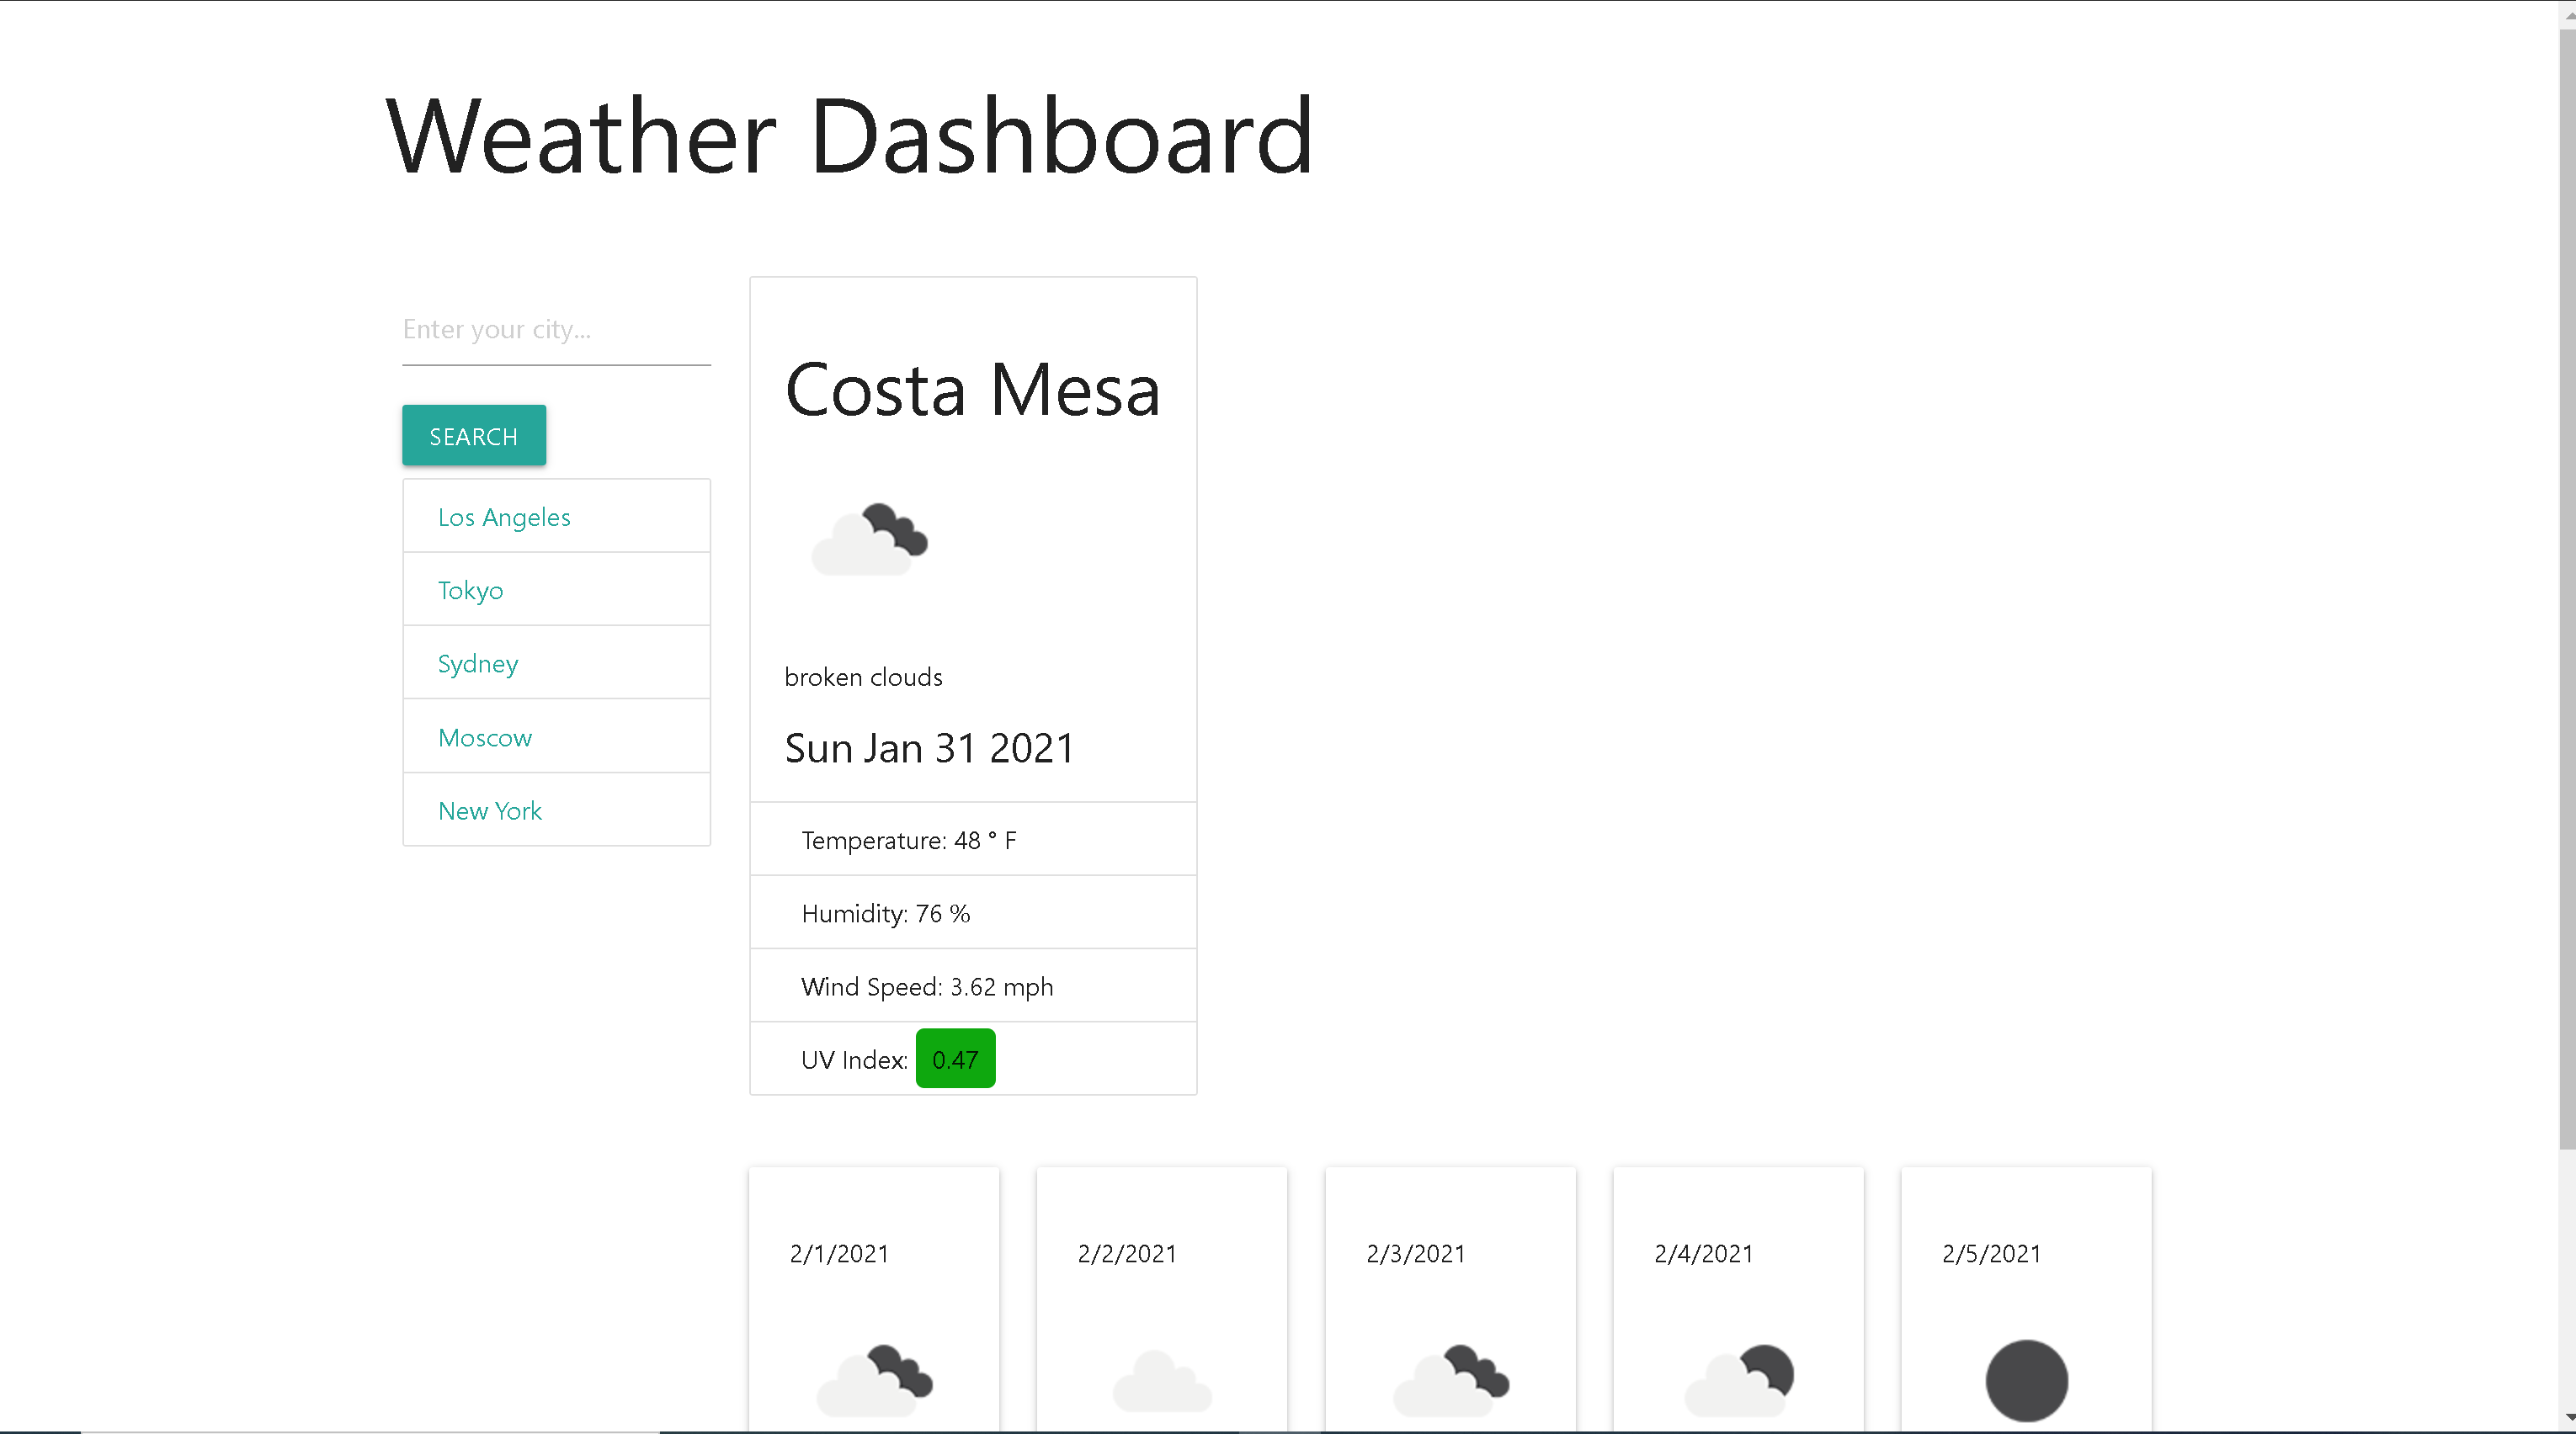 Weather Dashboard
Enter your city...
SEARCH
Los Angeles
Tokyo
Sydney
Moscow
New York
Costa Mesa
broken clouds
Sun Jan 31 2021
Temperature: 48 ° F
Humidity: 76 %
Wind Speed: 3.62 mph
UV Index: 0.47
2/1/2021
2/2/2021
2/3/2021
2/4/2021
2/5/2021